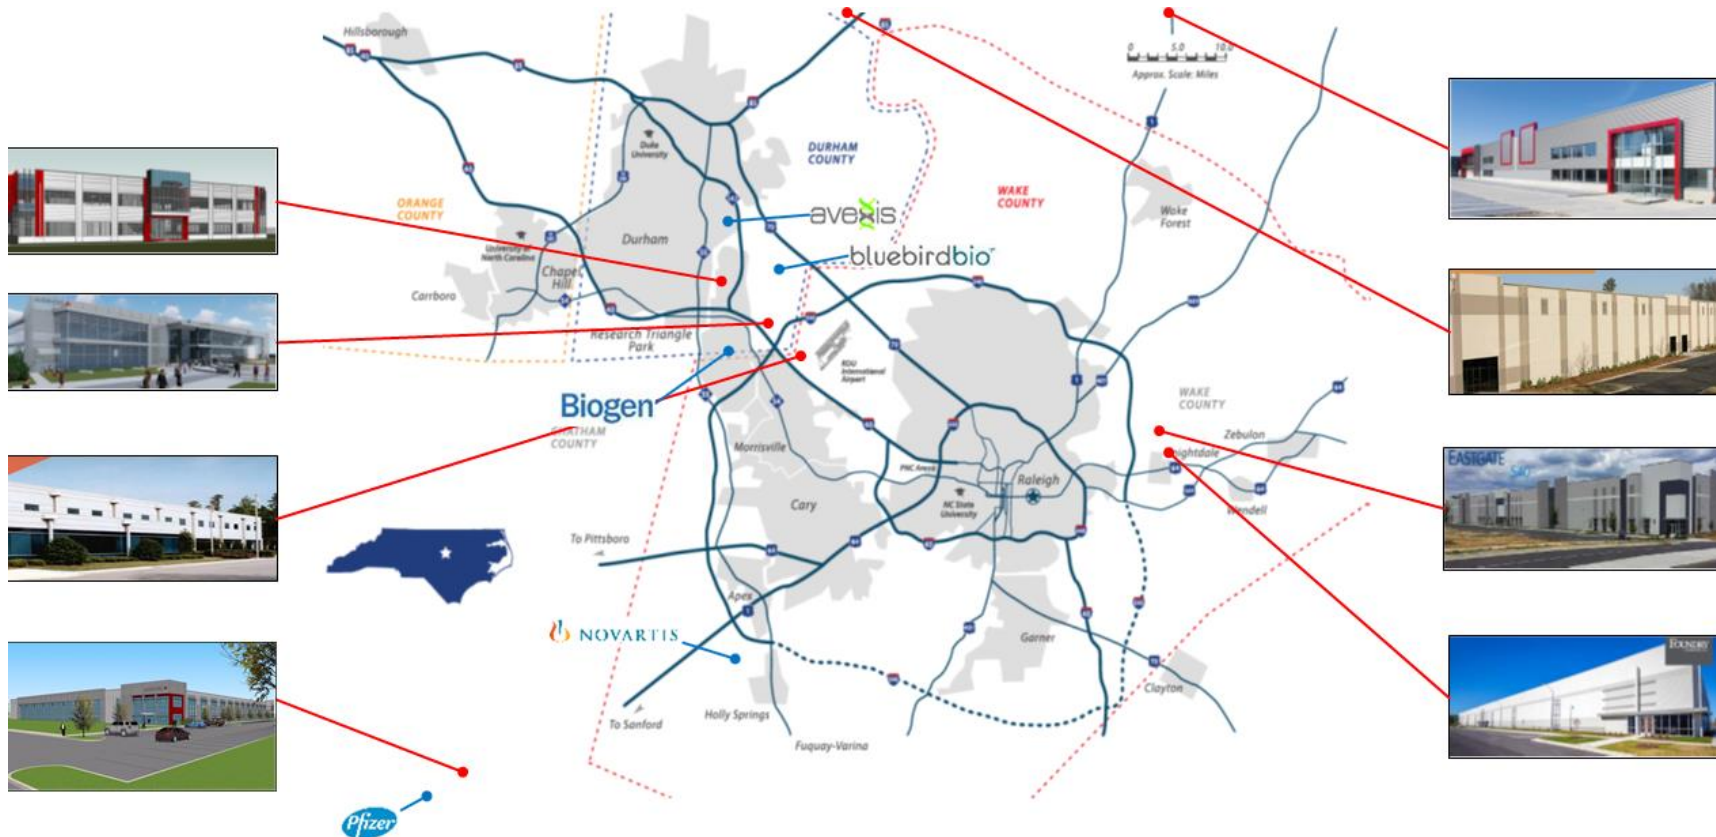 Hillsborough
0 5.0 10.0
Approx. Scale: Miles
Duke
University
DURHAM
COUNTY
ORANGE
COUNTY
WAKE
COUNTY
avexis
Wake
Forest
Durham
University of
North Carolina
bluebirdbio
Chapel
Hill
Carrboro
Research Triangle
Park
RDU
International
Airport
Biogen
CHATHAM
COUNTY
WAKE
COUNTY
Zebulon
Morrisville
PNC Arena
Raleigh
EASTGATE
540
Cary
NC State
University
Wendell
To Pittsboro
Apex
NOVARTIS
Garner
FOUNDRY
Clayton
To Sanford
Holly Springs
Fuquay-Varina
Pfizer